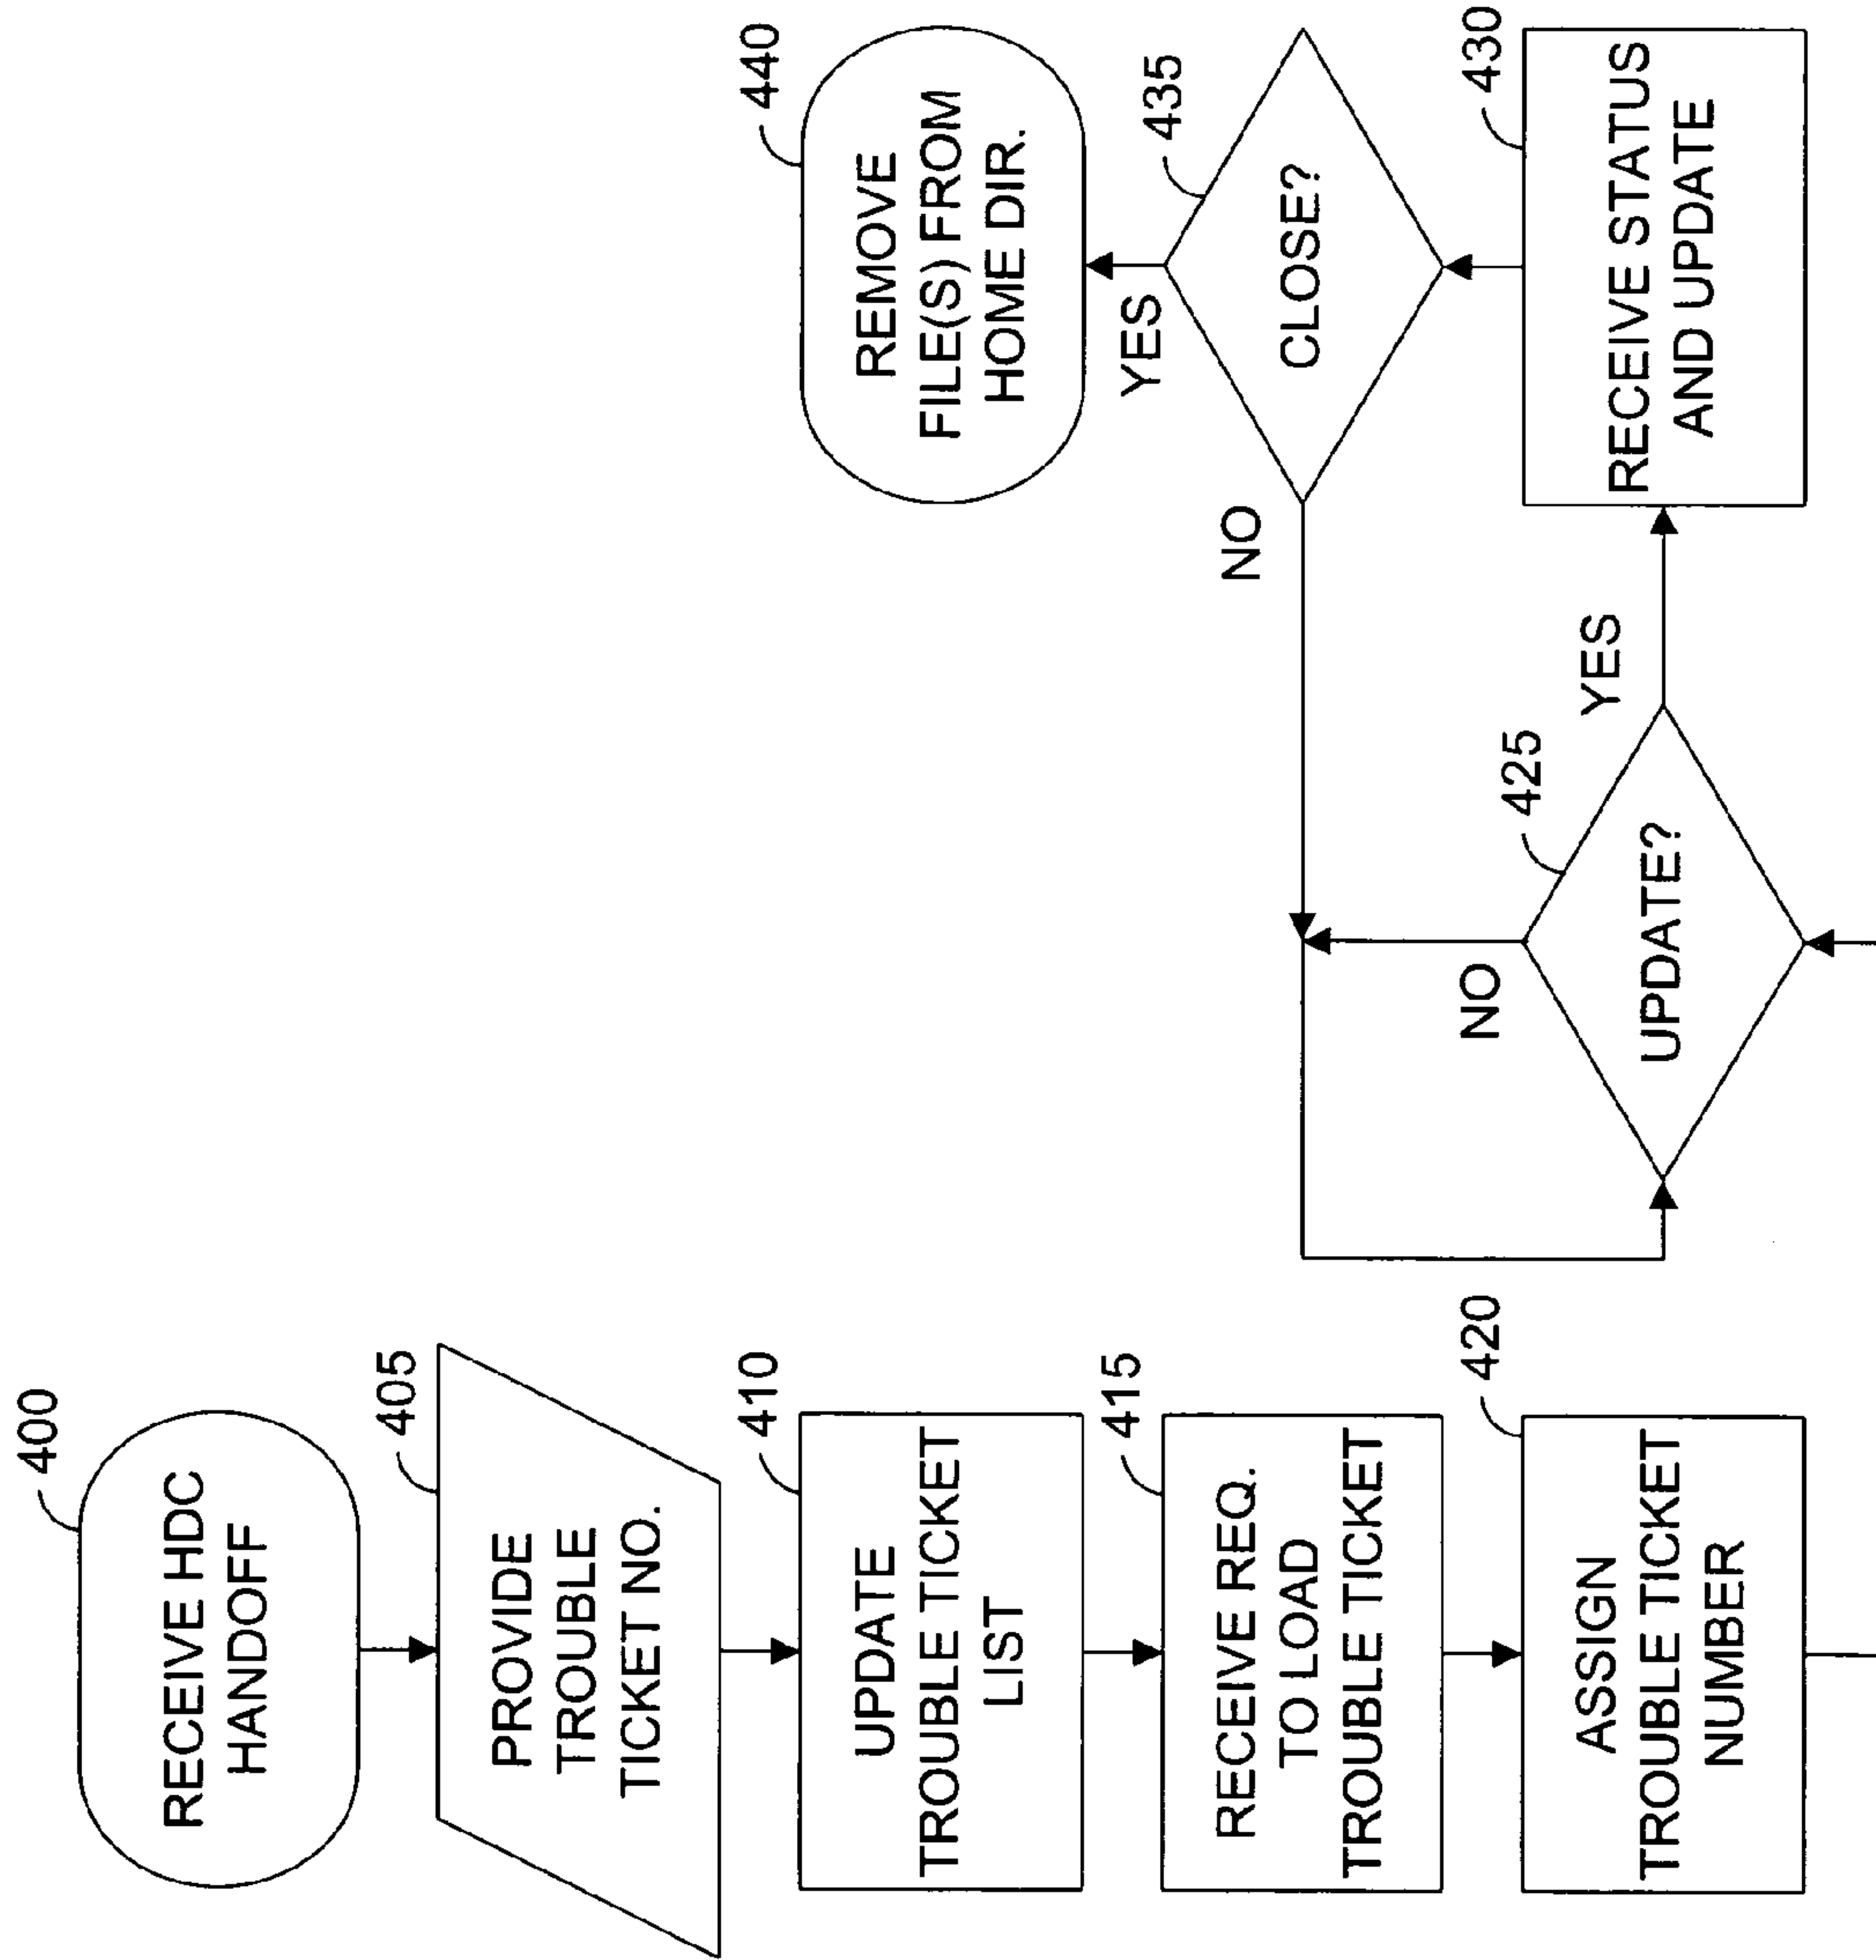 400
RECEIVE HDC
HANDOFF
405
PROVIDE
TROUBLE
TICKET NO.
410
UPDATE
TROUBLE TICKET
LIST
415
RECEIVE REQ.
TO LOAD
TROUBLE TICKET
420
ASSIGN
TROUBLE TICKET
NUMBER
425
UPDATE?
NO
YES
430
RECEIVE STATUS
AND UPDATE
435
CLOSE?
NO
YES
440
REMOVE
FILE(S) FROM
HOME DIR.